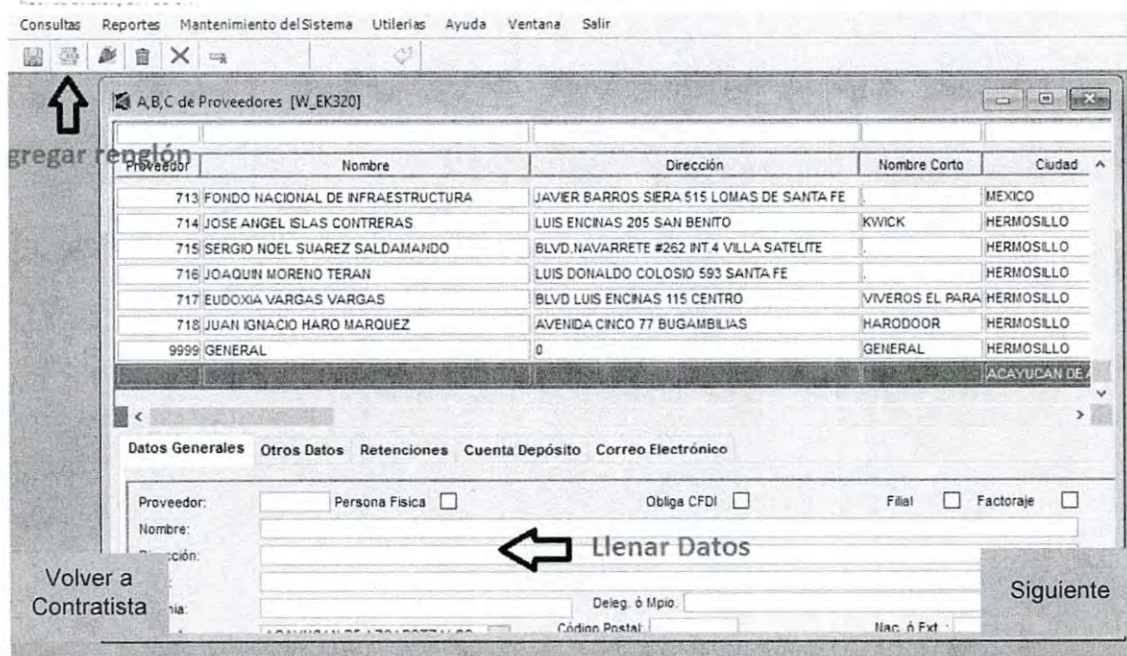 Consultas Reportes Mantenimiento del Sistema Utilerias Ayuda Ventana Salir
A,B,C de Proveedores [W_EK320]
gregar renglón
Proveedor Nombre Dirección Nombre Corto Ciudad
713 FONDO NACIONAL DE INFRAESTRUCTURA JAVIER BARROS SIERA 515 LOMAS DE SANTA FE . MEXICO
714 JOSE ANGEL ISLAS CONTRERAS LUIS ENCINAS 205 SAN BENITO KWICK HERMOSILLO
715 SERGIO NOEL SUAREZ SALDAMANDO BLVD.NAVARRETE #262 INT.4 VILLA SATELITE . HERMOSILLO
716 JOAQUIN MORENO TERAN LUIS DONALDO COLOSIO 593 SANTA FE . HERMOSILLO
717 EUDOXIA VARGAS VARGAS BLVD LUIS ENCINAS 115 CENTRO VIVEROS EL PARA HERMOSILLO
718 JUAN IGNACIO HARO MARQUEZ AVENIDA CINCO 77 BUGAMBILIAS HARODOOR HERMOSILLO
9999 GENERAL 0 GENERAL HERMOSILLO
ACAYUCAN DE A
Datos Generales Otros Datos Retenciones Cuenta Depósito Correo Electrónico
Proveedor: Persona Fisica Obliga CFDI Filial Factoraje
Nombre:
cción:
Llenar Datos
Volver a Contratista
Siguiente
nia: Deleg. ó Mpio.
Código Postal: Nac. ó Ext.: